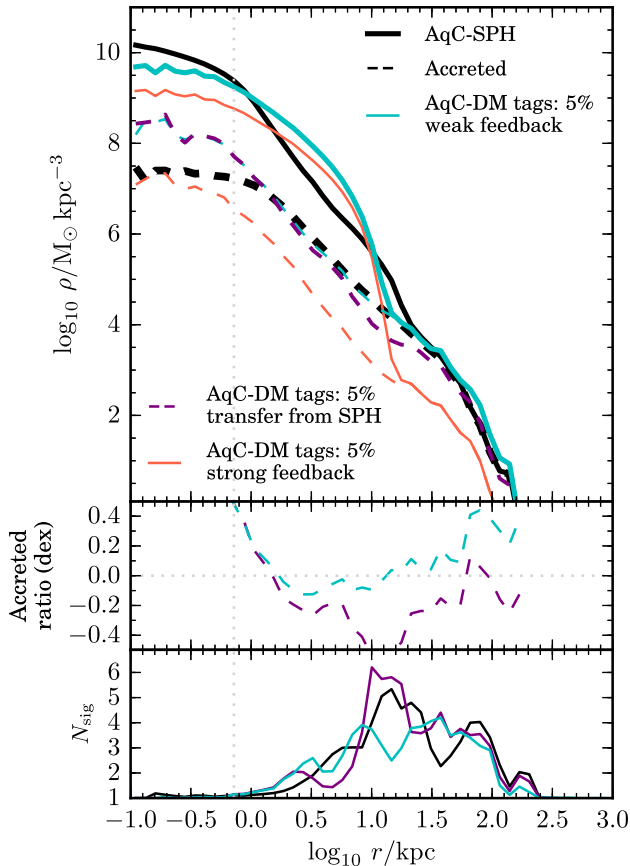 10
8
6
4
2
log₁₀ ρ/M⊙ kpc⁻³
AqC-SPH
Accreted
AqC-DM tags: 5%
weak feedback
AqC-DM tags: 5%
transfer from SPH
AqC-DM tags: 5%
strong feedback
0.4
0.2
0.0
−0.2
−0.4
Accreted
ratio (dex)
6
5
4
3
2
1
N_sig
−1.0
−0.5
0.0
0.5
1.0
1.5
2.0
2.5
3.0
log₁₀ r/kpc